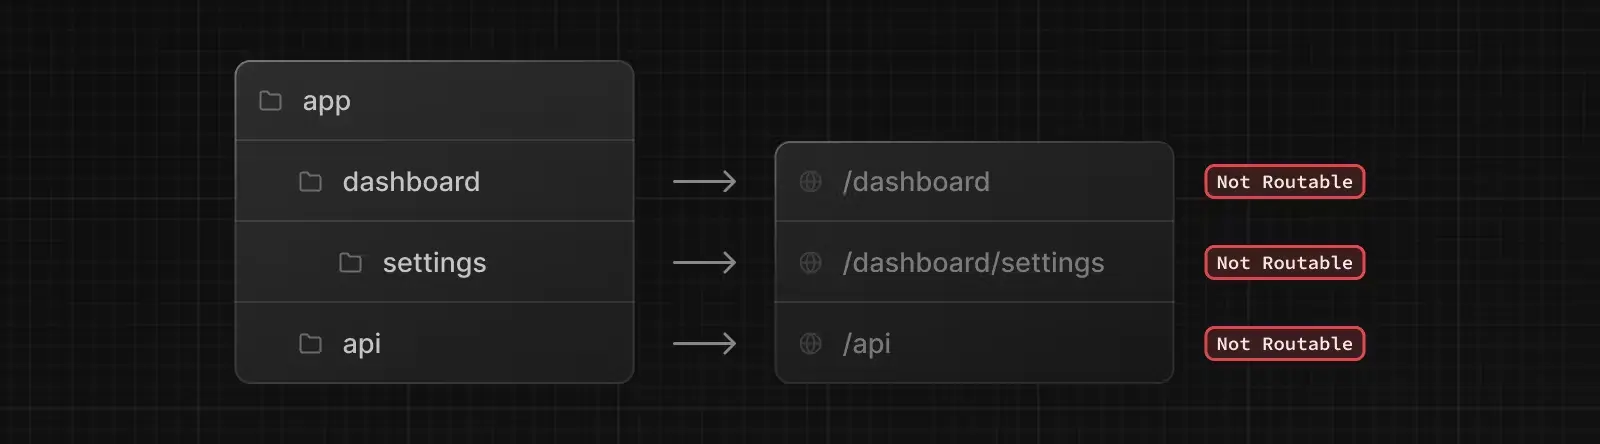 app
dashboard
/dashboard
Not Routable
settings
/dashboard/settings
Not Routable
api
/api
Not Routable